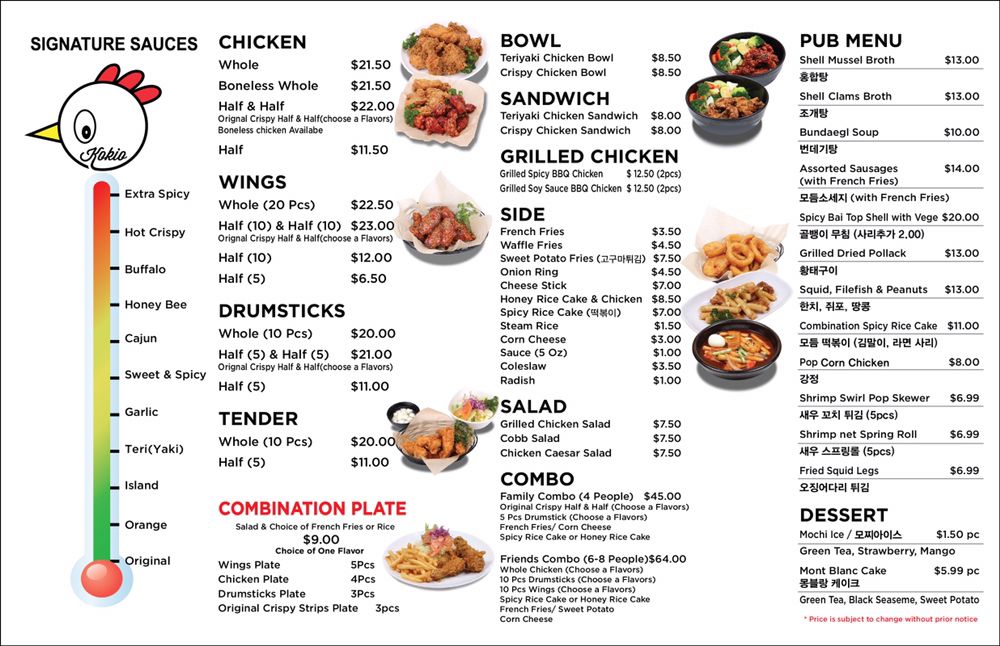 SIGNATURE SAUCES
Kokio
Extra Spicy
Hot Crispy
Buffalo
Honey Bee
Cajun
Sweet & Spicy
Garlic
Teri(Yaki)
Island
Orange
Original
CHICKEN
Whole $21.50
Boneless Whole $21.50
Half & Half $22.00
Orignal Crispy Half & Half(choose a Flavors)
Boneless chicken Availabe
Half $11.50
WINGS
Whole (20 Pcs) $22.50
Half (10) & Half (10) $23.00
Orignal Crispy Half & Half(choose a Flavors)
Half (10) $12.00
Half (5) $6.50
DRUMSTICKS
Whole (10 Pcs) $20.00
Half (5) & Half (5) $21.00
Orignal Crispy Half & Half(choose a Flavors)
Half (5) $11.00
TENDER
Whole (10 Pcs) $20.00
Half (5) $11.00
COMBINATION PLATE
Salad & Choice of French Fries or Rice
$9.00
Choice of One Flavor
Wings Plate 5Pcs
Chicken Plate 4Pcs
Drumsticks Plate 3Pcs
Original Crispy Strips Plate 3pcs
BOWL
Teriyaki Chicken Bowl $8.50
Crispy Chicken Bowl $8.50
SANDWICH
Teriyaki Chicken Sandwich $8.00
Crispy Chicken Sandwich $8.00
GRILLED CHICKEN
Grilled Spicy BBQ Chicken $ 12.50 (2pcs)
Grilled Soy Sauce BBQ Chicken $ 12.50 (2pcs)
SIDE
French Fries $3.50
Waffle Fries $4.50
Sweet Potato Fries (고구마튀김) $7.50
Onion Ring $4.50
Cheese Stick $7.00
Honey Rice Cake & Chicken $8.50
Spicy Rice Cake (떡볶이) $7.00
Steam Rice $1.50
Corn Cheese $3.00
Sauce (5 Oz) $1.00
Coleslaw $3.50
Radish $1.00
SALAD
Grilled Chicken Salad $7.50
Cobb Salad $7.50
Chicken Caesar Salad $7.50
COMBO
Family Combo (4 People) $45.00
Original Crispy Half & Half (Choose a Flavors)
5 Pcs Drumstick (Choose a Flavors)
French Fries/ Corn Cheese
Spicy Rice Cake or Honey Rice Cake
Friends Combo (6-8 People)$64.00
Whole Chicken (Choose a Flavors)
10 Pcs Drumsticks (Choose a Flavors)
10 Pcs Wings (Choose a Flavors)
Spicy Rice Cake or Honey Rice Cake
French Fries/ Sweet Potato
Corn Cheese
PUB MENU
Shell Mussel Broth $13.00
홍합탕
Shell Clams Broth $13.00
조개탕
Bundaegl Soup $10.00
번데기탕
Assorted Sausages $14.00
(with French Fries)
모듬소세지 (with French Fries)
Spicy Bai Top Shell with Vege $20.00
골뱅이 무침 (사리추가 2.00)
Grilled Dried Pollack $13.00
황태구이
Squid, Filefish & Peanuts $13.00
한치, 쥐포, 땅콩
Combination Spicy Rice Cake $11.00
모듬 떡볶이 (김말이, 라면 사리)
Pop Corn Chicken $8.00
강정
Shrimp Swirl Pop Skewer $6.99
새우 꼬치 튀김 (5pcs)
Shrimp net Spring Roll $6.99
새우 스프링롤 (5pcs)
Fried Squid Legs $6.99
오징어다리 튀김
DESSERT
Mochi Ice / 모찌아이스 $1.50 pc
Green Tea, Strawberry, Mango
Mont Blanc Cake $5.99 pc
몽블랑 케이크
Green Tea, Black Seaseme, Sweet Potato
* Price is subject to change without prior notice